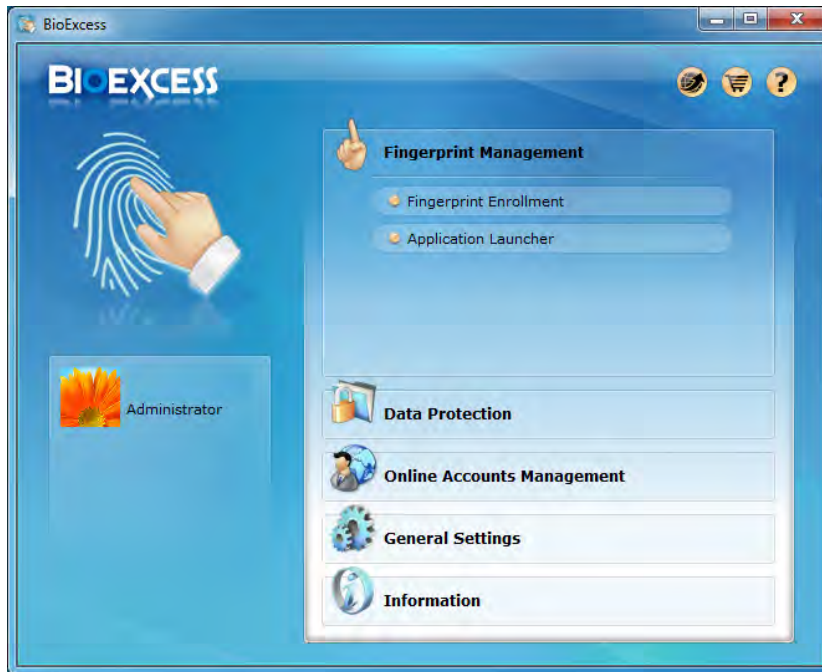 BioExcess
BIOEXCESS
Fingerprint Management
Fingerprint Enrollment
Application Launcher
Administrator
Data Protection
Online Accounts Management
General Settings
Information